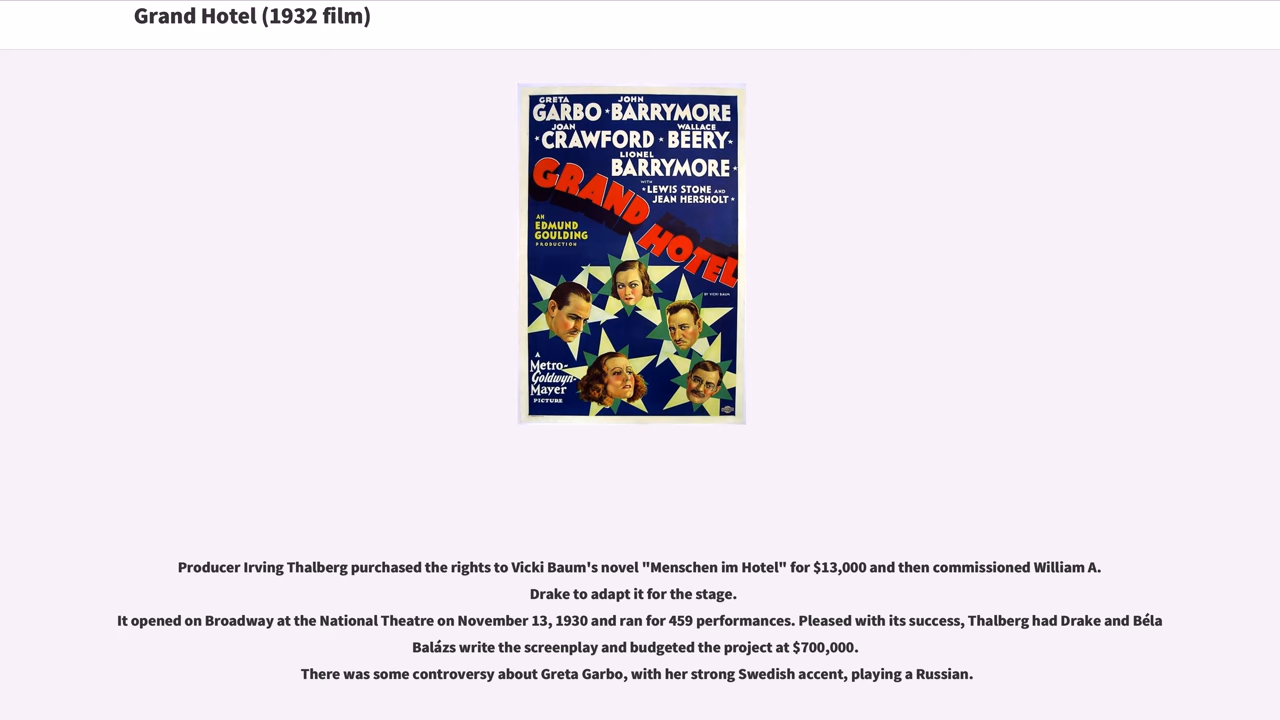 Grand Hotel (1932 film)
GRETA JOHN
GARBO * BARRYMORE
JOAN WALLACE
* CRAWFORD * BEERY *
LIONEL
BARRYMORE *
WITH
* LEWIS STONE AND
JEAN HERSHOLT *
GRAND
HOTEL
AN
EDMUND
GOULDING
PRODUCTION
BY VICKI BAUM
A
Metro-
Goldwyn-
Mayer
PICTURE
Producer Irving Thalberg purchased the rights to Vicki Baum's novel "Menschen im Hotel" for $13,000 and then commissioned William A.
Drake to adapt it for the stage.
It opened on Broadway at the National Theatre on November 13, 1930 and ran for 459 performances. Pleased with its success, Thalberg had Drake and Béla
Balázs write the screenplay and budgeted the project at $700,000.
There was some controversy about Greta Garbo, with her strong Swedish accent, playing a Russian.